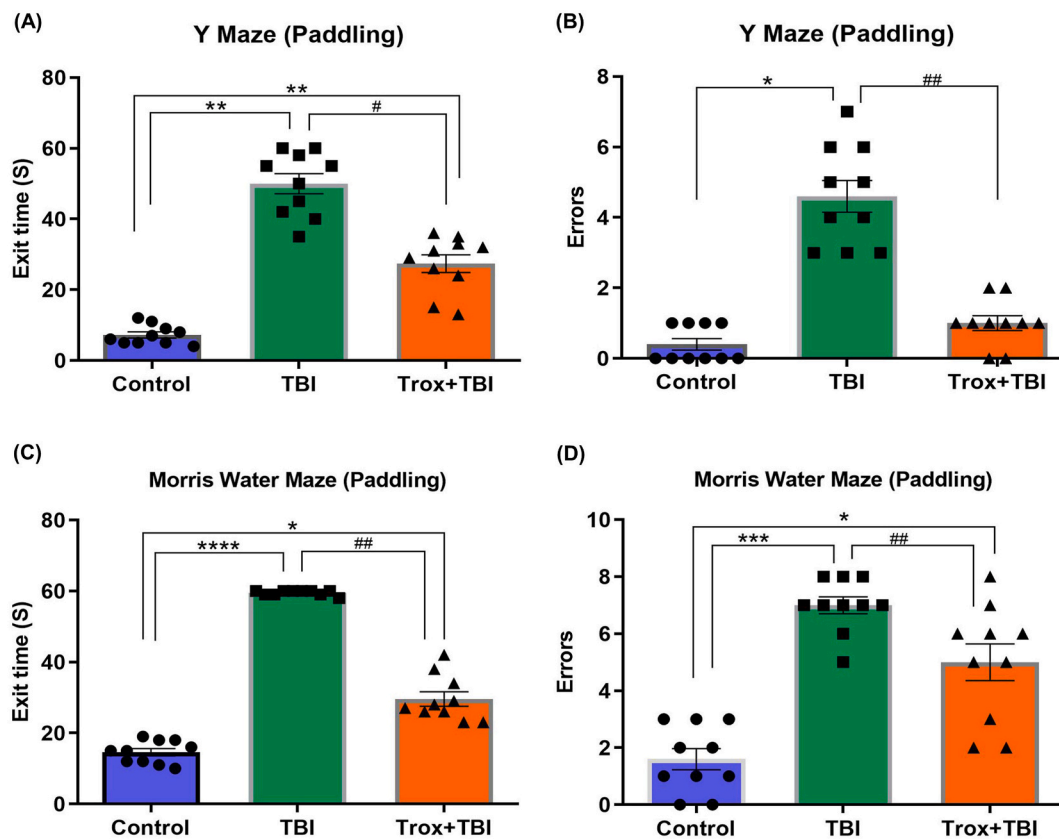 (A)
Y Maze (Paddling)
Exit time (S)
80
60
40
20
0
**
**
#
Control
TBI
Trox+TBI
(B)
Y Maze (Paddling)
Errors
8
6
4
2
0
*
##
Control
TBI
Trox+TBI
(C)
Morris Water Maze (Paddling)
Exit time (S)
80
60
40
20
0
*
****
##
Control
TBI
Trox+TBI
(D)
Morris Water Maze (Paddling)
Errors
10
8
6
4
2
0
*
***
##
Control
TBI
Trox+TBI